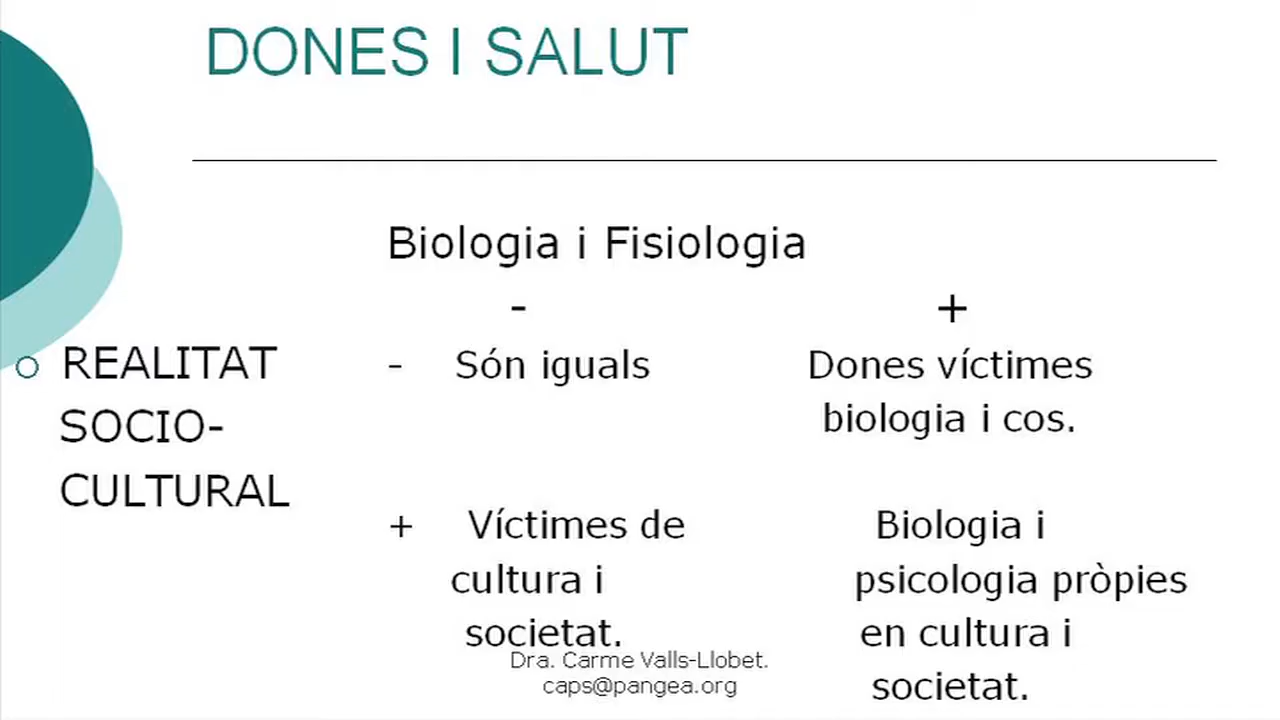 DONES I SALUT
Biologia i Fisiologia
- +
REALITAT - Són iguals Dones víctimes
SOCIO- biologia i cos.
CULTURAL
+ Víctimes de Biologia i
cultura i psicologia pròpies
societat. en cultura i
Dra. Carme Valls-Llobet.
caps@pangea.org societat.